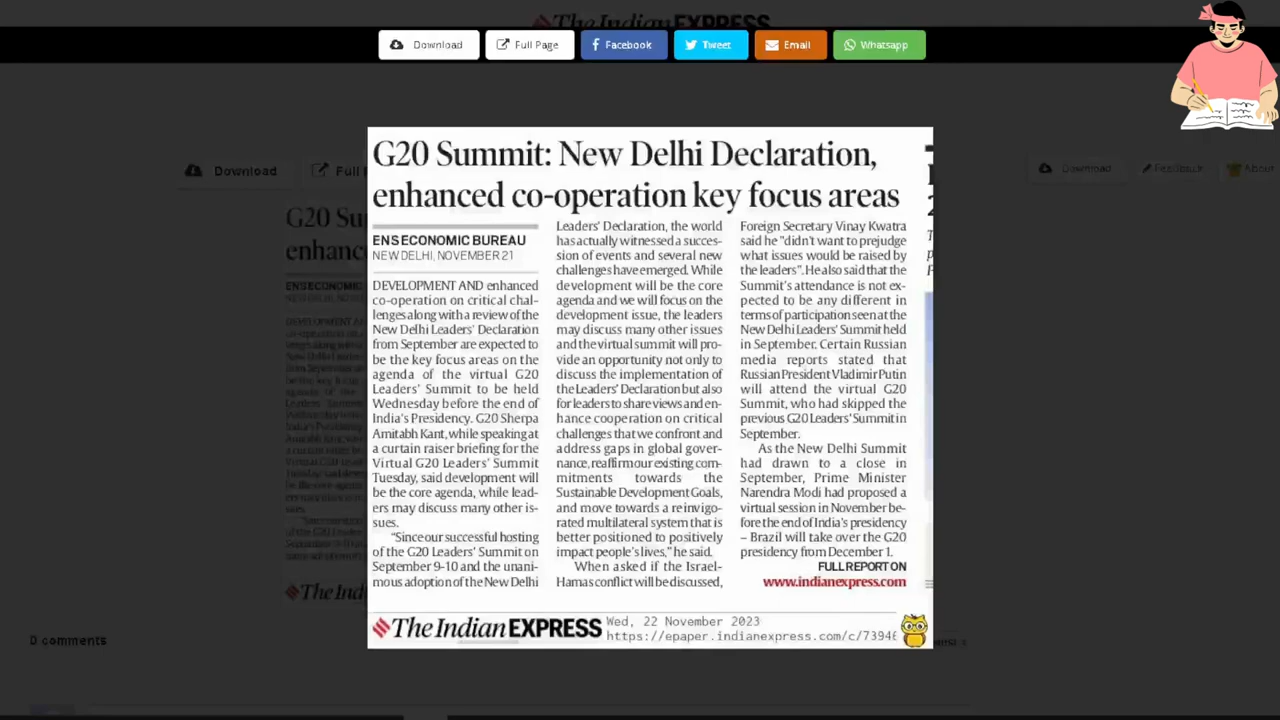 The Indian EXPRESS
Download
Full Page
Facebook
Tweet
Email
Whatsapp
Download
Full
Download
Feedback
About
G20 Summit: New Delhi Declaration,
enhanced co-operation key focus areas
ENS ECONOMIC BUREAU
NEW DELHI, NOVEMBER 21
DEVELOPMENT AND enhanced
co-operation on critical chal-
lenges along with a review of the
New Delhi Leaders' Declaration
from September are expected to
be the key focus areas on the
agenda of the virtual G20
Leaders' Summit to be held
Wednesday before the end of
India's Presidency. G20 Sherpa
Amitabh Kant, while speaking at
a curtain raiser briefing for the
Virtual G20 Leaders' Summit
Tuesday, said development will
be the core agenda, while lead-
ers may discuss many other is-
sues.
"Since our successful hosting
of the G20 Leaders' Summit on
September 9-10 and the unani-
mous adoption of the New Delhi
Leaders' Declaration, the world
has actually witnessed a succes-
sion of events and several new
challenges have emerged. While
development will be the core
agenda and we will focus on the
development issue, the leaders
may discuss many other issues
and the virtual summit will pro-
vide an opportunity not only to
discuss the implementation of
the Leaders' Declaration but also
for leaders to share views and en-
hance cooperation on critical
challenges that we confront and
address gaps in global gover-
nance, reaffirm our existing com-
mitments towards the
Sustainable Development Goals,
and move towards a reinvigo-
rated multilateral system that is
better positioned to positively
impact people's lives," he said.
When asked if the Israel-
Hamas conflict will be discussed,
Foreign Secretary Vinay Kwatra
said he "didn't want to prejudge
what issues would be raised by
the leaders". He also said that the
Summit's attendance is not ex-
pected to be any different in
terms of participation seen at the
New Delhi Leaders' Summit held
in September. Certain Russian
media reports stated that
Russian President Vladimir Putin
will attend the virtual G20
Summit, who had skipped the
previous G20 Leaders' Summit in
September.
As the New Delhi Summit
had drawn to a close in
September, Prime Minister
Narendra Modi had proposed a
virtual session in November be-
fore the end of India's presidency
– Brazil will take over the G20
presidency from December 1.
FULL REPORT ON
www.indianexpress.com
The Indian EXPRESS
Wed, 22 November 2023
https://epaper.indianexpress.com/c/7394
0 comments